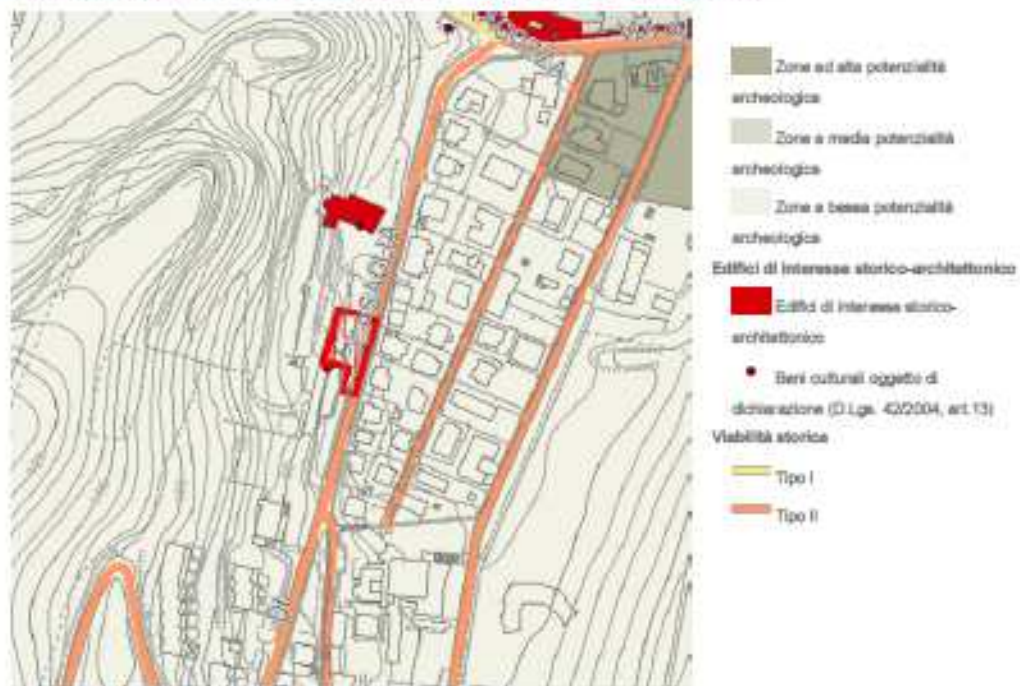 Zone ad alta potenzialità
archeologica
Zone a media potenzialità
archeologica
Zone a bassa potenzialità
archeologica
Edifici di interesse storico-architettonico
Edifici di interesse storico-
architettonico
Beni culturali oggetto di
dichiarazione (D.Lgs. 42/2004, art.13)
Viabilità storica
Tipo I
Tipo II